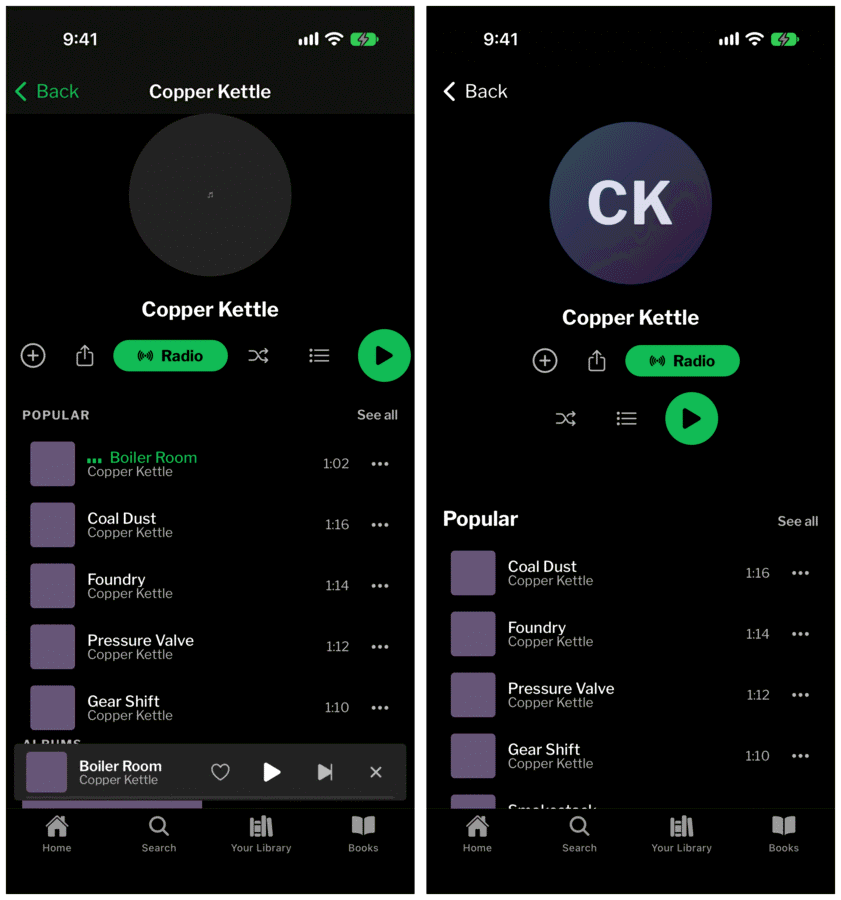 9:41
Back
Copper Kettle
Copper Kettle
Radio
POPULAR
See all
Boiler Room
Copper Kettle
1:02
Coal Dust
Copper Kettle
1:16
Foundry
Copper Kettle
1:14
Pressure Valve
Copper Kettle
1:12
Gear Shift
Copper Kettle
1:10
ALBUMS
Boiler Room
Copper Kettle
Home
Search
Your Library
Books
9:41
Back
CK
Copper Kettle
Radio
Popular
See all
Coal Dust
Copper Kettle
1:16
Foundry
Copper Kettle
1:14
Pressure Valve
Copper Kettle
1:12
Gear Shift
Copper Kettle
1:10
Smokestack
Home
Search
Your Library
Books